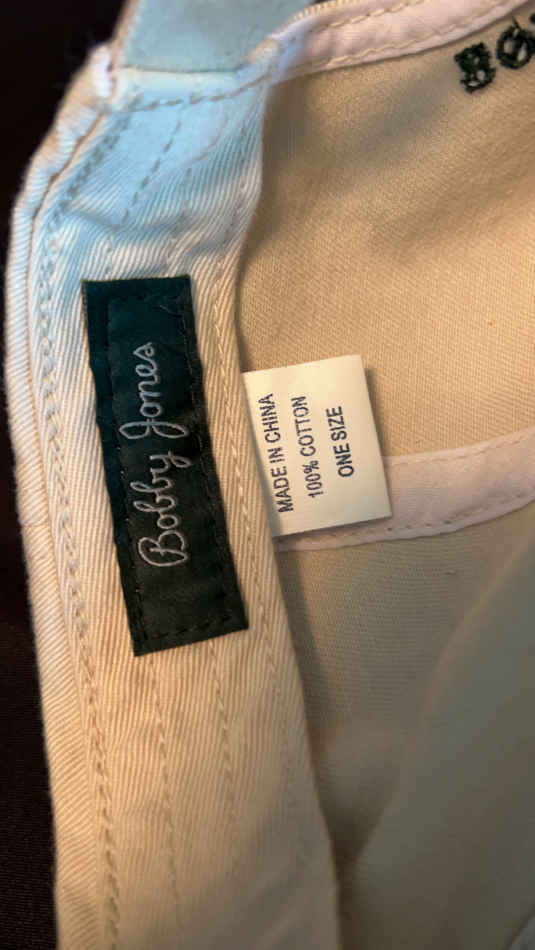 Bobby Jones
MADE IN CHINA
100% COTTON
ONE SIZE